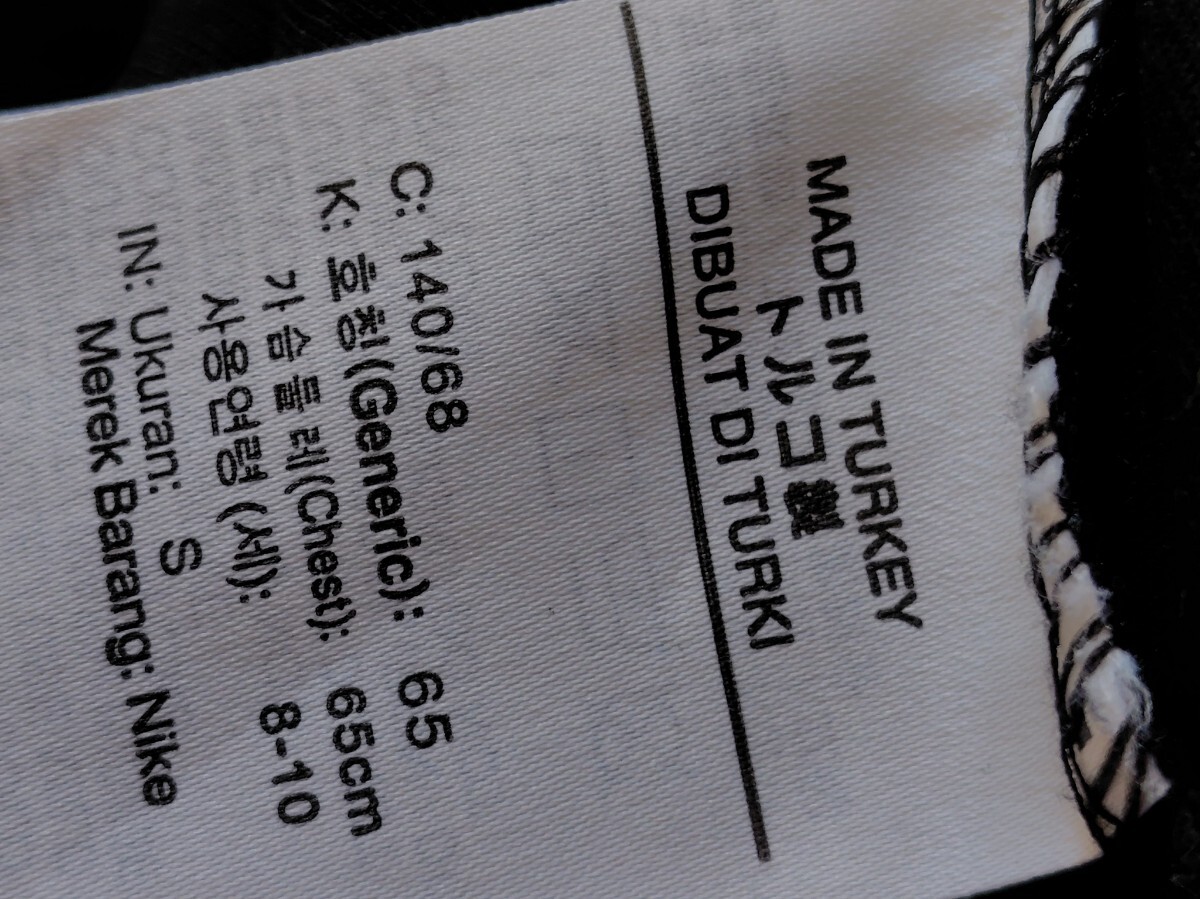 MADE IN TURKEY
トルコ製
DIBUAT DI TURKI
C: 140/68
K: 호칭(Generic): 65
가슴둘레(Chest): 65cm
사용연령 (세): 8-10
IN: Ukuran: S
Merek Barang: Nike